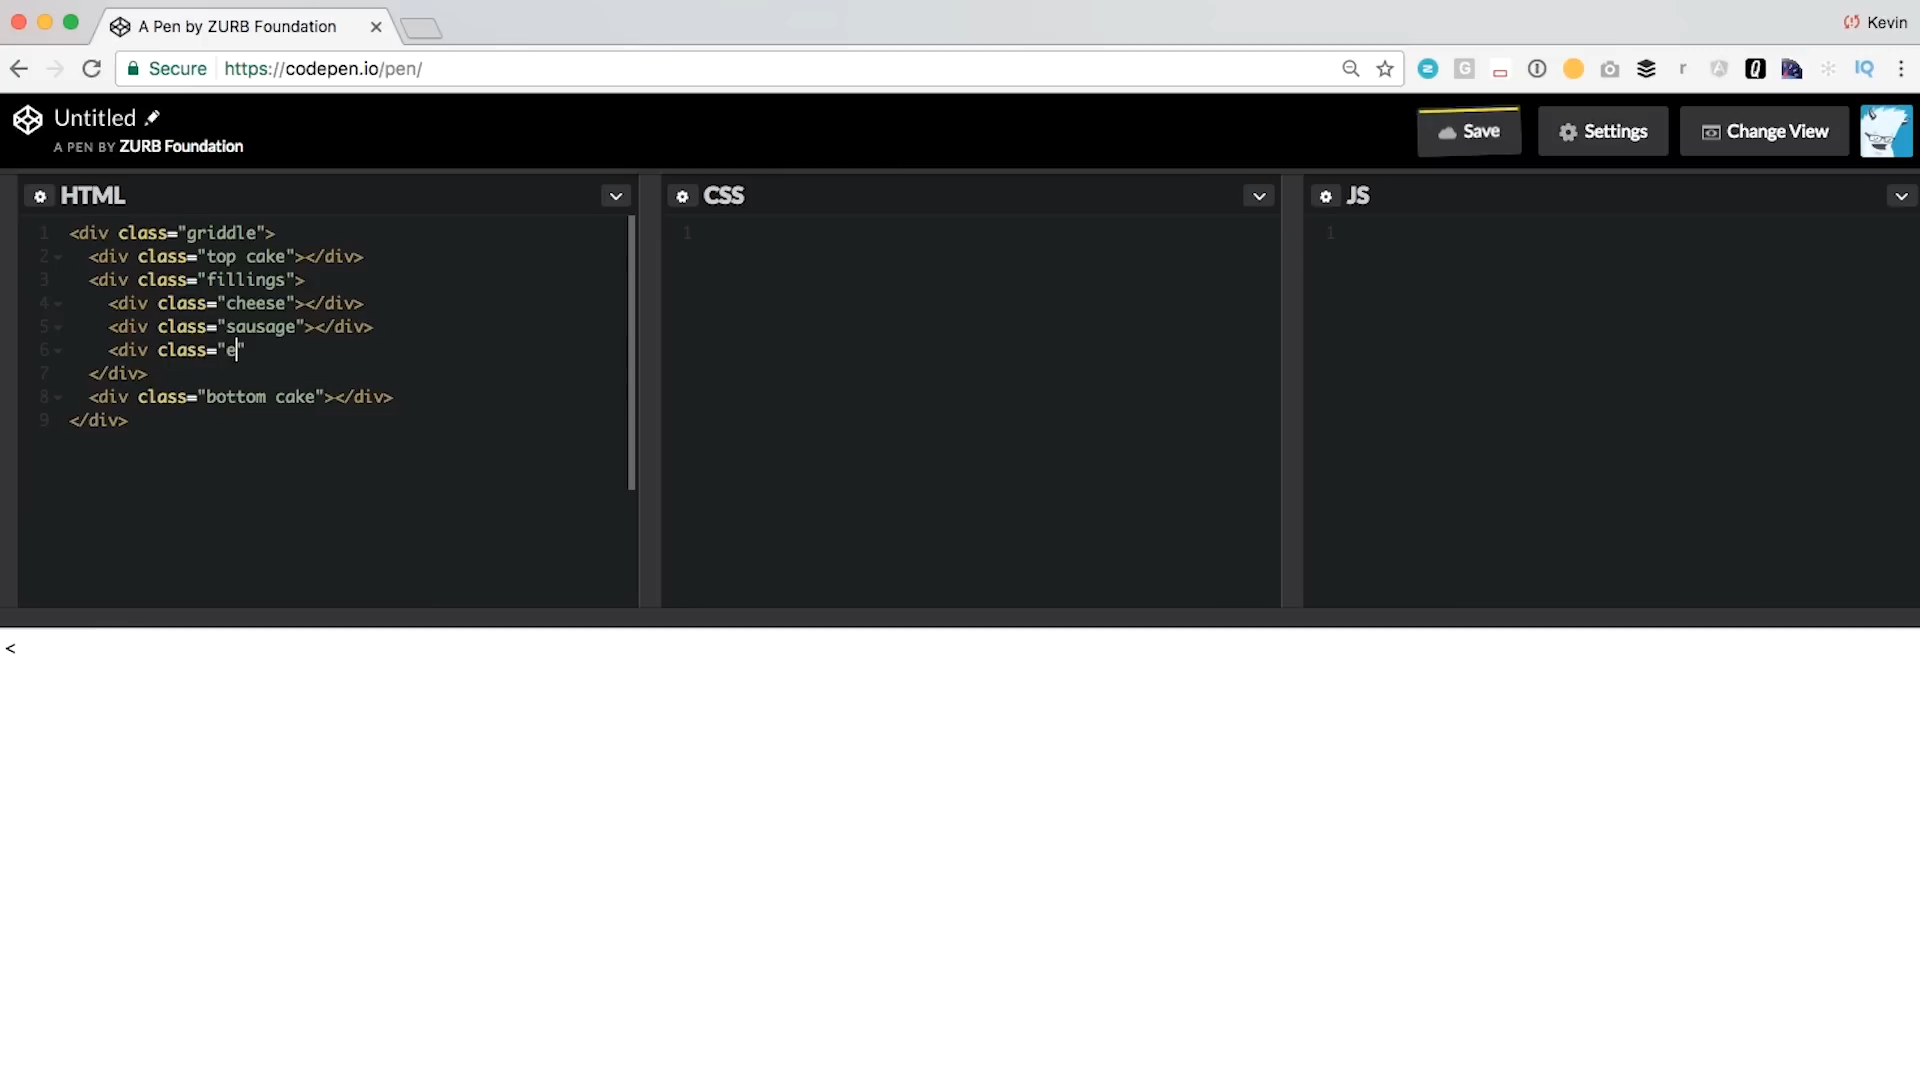 A Pen by ZURB Foundation
Kevin
Secure https://codepen.io/pen/
Untitled
A PEN BY ZURB Foundation
Save
Settings
Change View
HTML
1 <div class="griddle">
2 <div class="top cake"></div>
3 <div class="fillings">
4 <div class="cheese"></div>
5 <div class="sausage"></div>
6 <div class="e"
7 </div>
8 <div class="bottom cake"></div>
9 </div>
CSS
1
JS
1
<